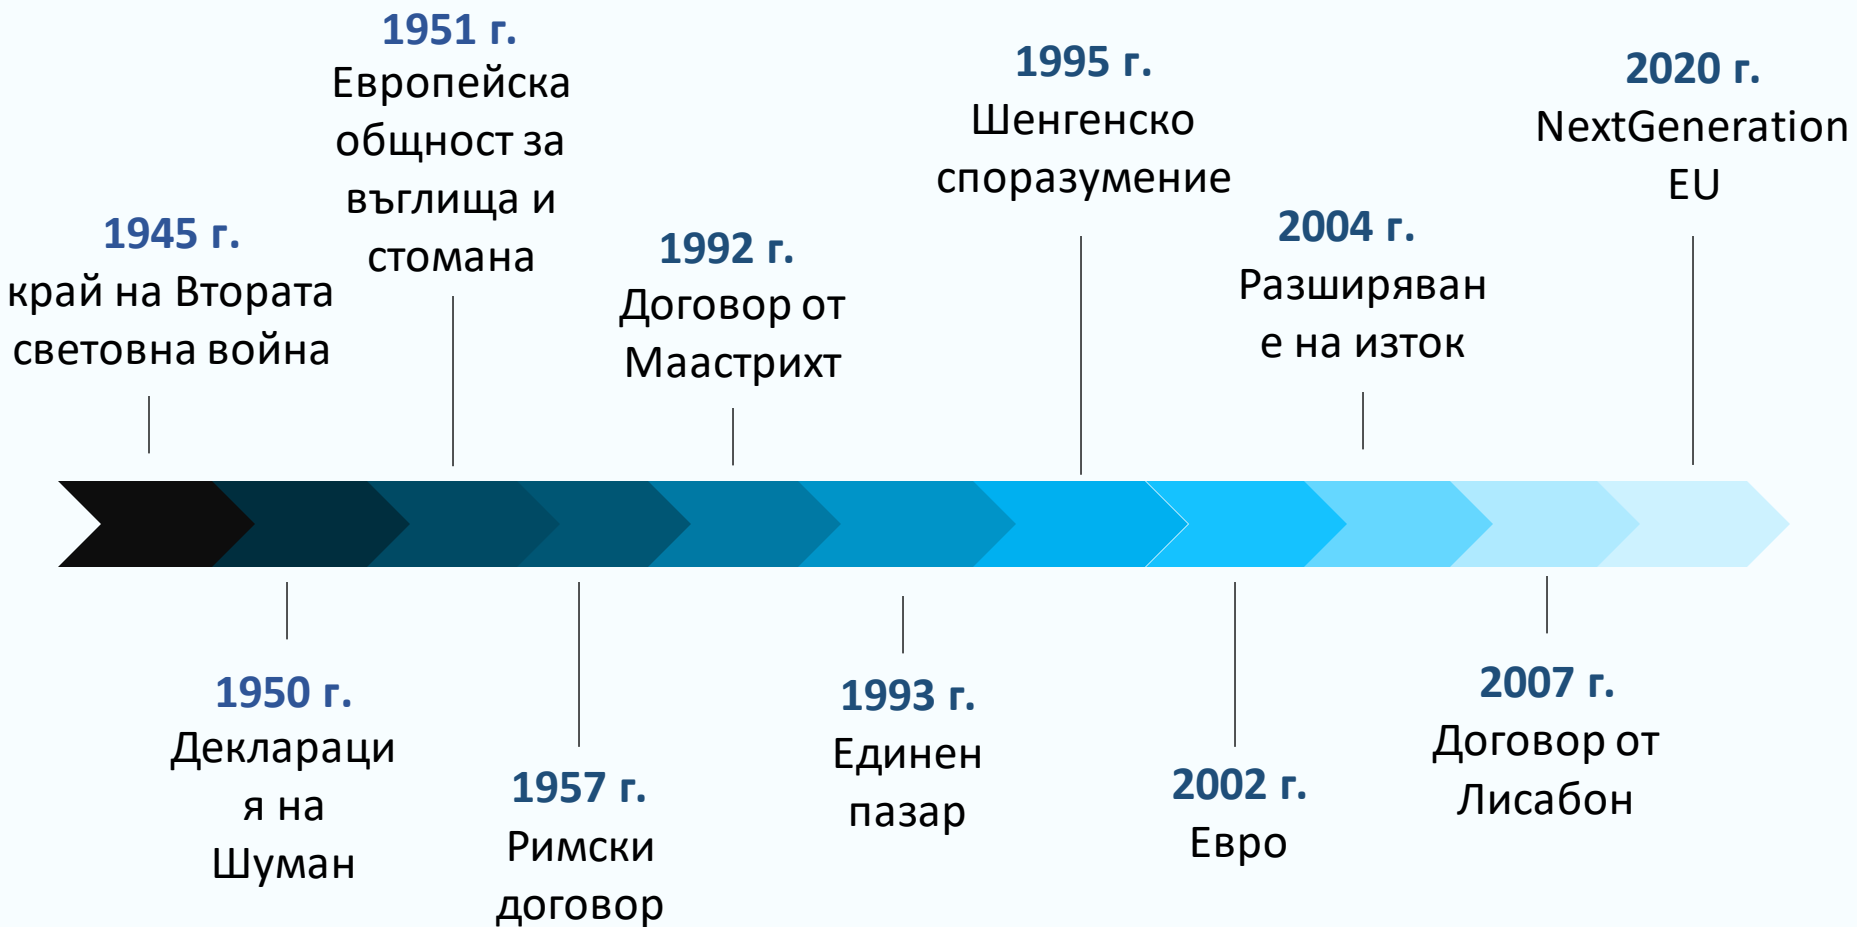 1945 г.
край на Втората
световна война
1950 г.
Деклараци
я на
Шуман
1951 г.
Европейска
общност за
въглища и
стомана
1957 г.
Римски
договор
1992 г.
Договор от
Маастрихт
1993 г.
Единен
пазар
1995 г.
Шенгенско
споразумение
2002 г.
Евро
2004 г.
Разширяван
е на изток
2007 г.
Договор от
Лисабон
2020 г.
NextGeneration
EU